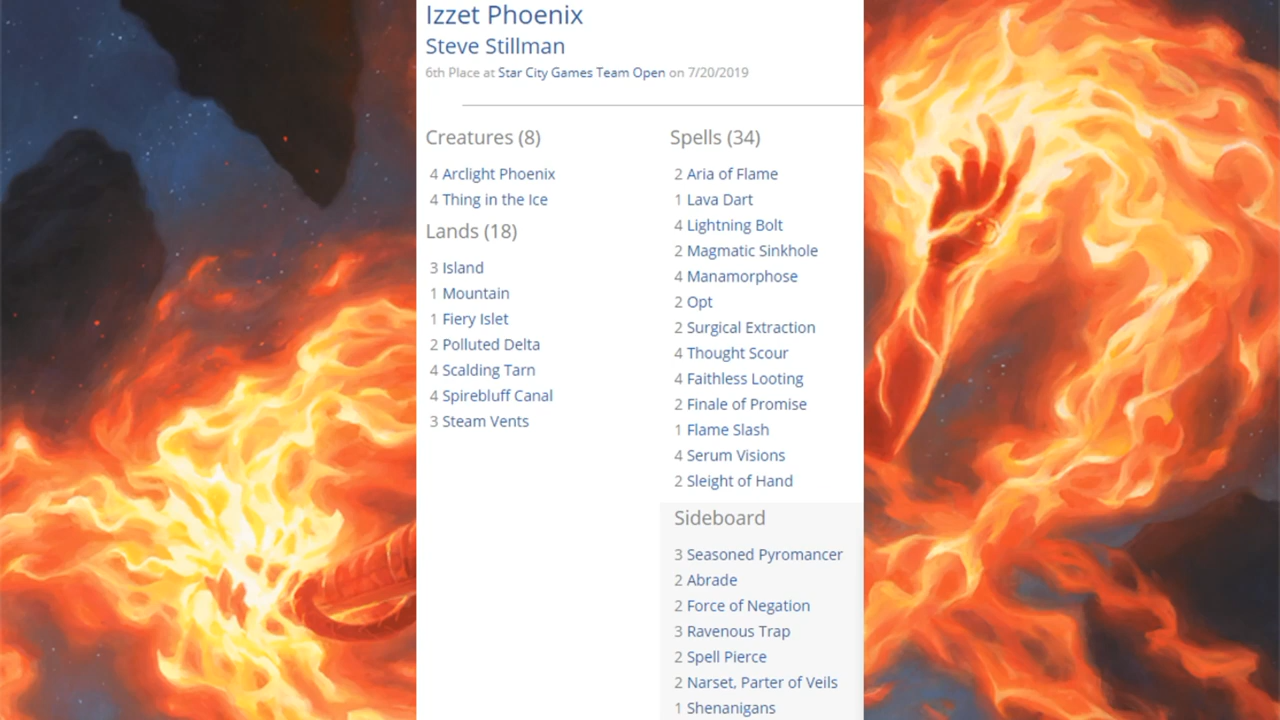 Izzet Phoenix
Steve Stillman
6th Place at Star City Games Team Open on 7/20/2019
Creatures (8)
4 Arclight Phoenix
4 Thing in the Ice
Lands (18)
3 Island
1 Mountain
1 Fiery Islet
2 Polluted Delta
4 Scalding Tarn
4 Spirebluff Canal
3 Steam Vents
Spells (34)
2 Aria of Flame
1 Lava Dart
4 Lightning Bolt
2 Magmatic Sinkhole
4 Manamorphose
2 Opt
2 Surgical Extraction
4 Thought Scour
4 Faithless Looting
2 Finale of Promise
1 Flame Slash
4 Serum Visions
2 Sleight of Hand
Sideboard
3 Seasoned Pyromancer
2 Abrade
2 Force of Negation
3 Ravenous Trap
2 Spell Pierce
2 Narset, Parter of Veils
1 Shenanigans